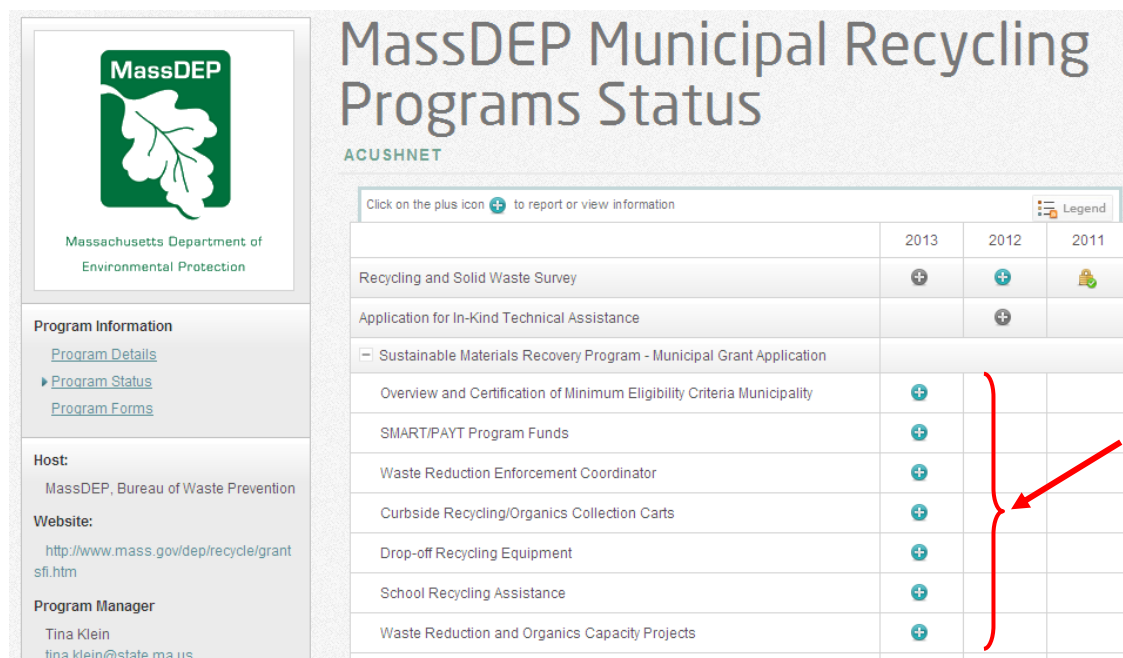 MassDEP
Massachusetts Department of
Environmental Protection
Program Information
Program Details
Program Status
Program Forms
Host:
MassDEP, Bureau of Waste Prevention
Website:
http://www.mass.gov/dep/recycle/grant
sfi.htm
Program Manager
Tina Klein
tina.klein@state.ma.us
MassDEP Municipal Recycling
Programs Status
ACUSHNET
Click on the plus icon to report or view information
Legend
2013 2012 2011
Recycling and Solid Waste Survey
Application for In-Kind Technical Assistance
Sustainable Materials Recovery Program - Municipal Grant Application
Overview and Certification of Minimum Eligibility Criteria Municipality
SMART/PAYT Program Funds
Waste Reduction Enforcement Coordinator
Curbside Recycling/Organics Collection Carts
Drop-off Recycling Equipment
School Recycling Assistance
Waste Reduction and Organics Capacity Projects